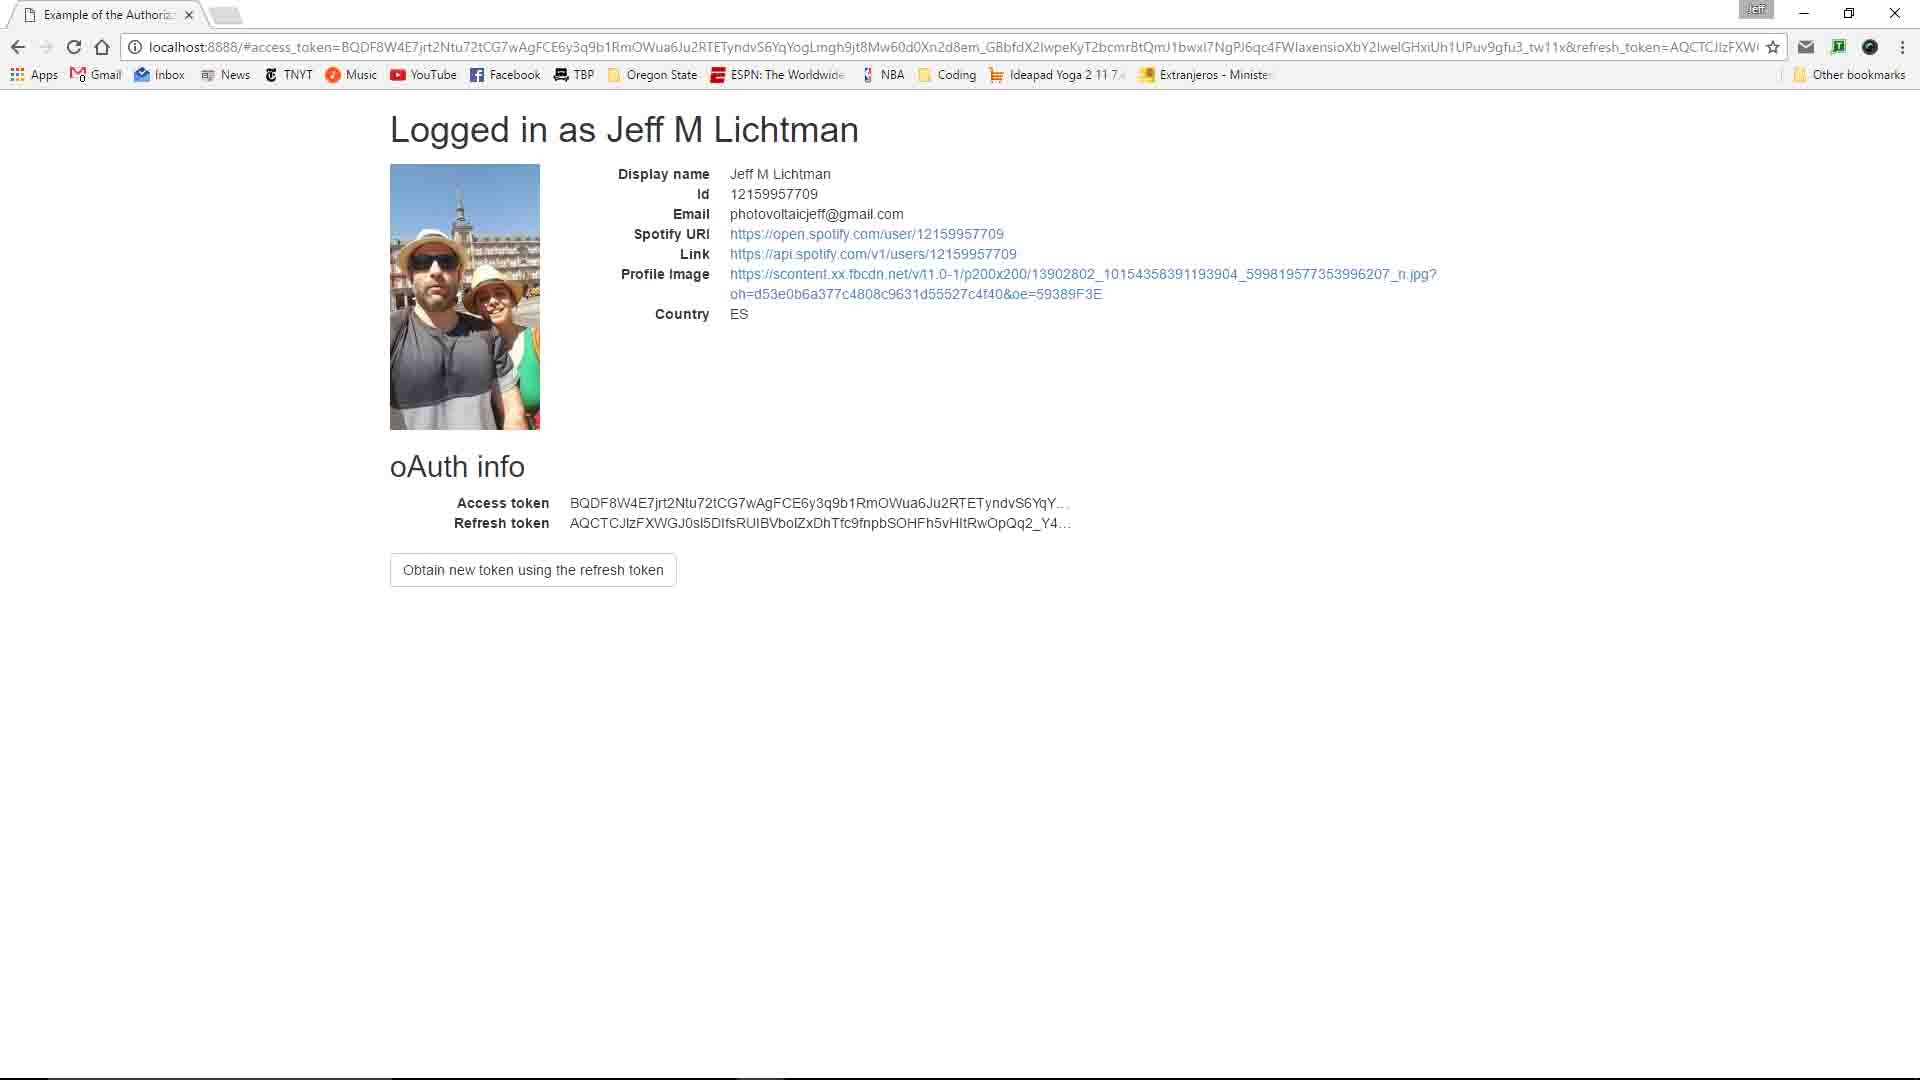 Example of the Authoriz
Jeff
localhost:8888/#access_token=BQDF8W4E7jrt2Ntu72tCG7wAgFCE6y3q9b1RmOWua6Ju2RTETyndvS6YqYogLmgh9jt8Mw60d0Xn2d8em_GBbfdX2lwpeKyT2bcmrBtQmJ1bwxl7NgPJ6qc4FWlaxensioXbY2lwelGHxiUh1UPuv9gfu3_tw11x&refresh_token=AQCTCJlzFXW
Apps Gmail Inbox News TNYT Music YouTube Facebook TBP Oregon State ESPN: The Worldwide NBA Coding Ideapad Yoga 2 11 7. Extranjeros - Minister Other bookmarks
Logged in as Jeff M Lichtman
Display name Jeff M Lichtman
Id 12159957709
Email photovoltaicjeff@gmail.com
Spotify URI https://open.spotify.com/user/12159957709
Link https://api.spotify.com/v1/users/12159957709
Profile Image https://scontent.xx.fbcdn.net/v/t1.0-1/p200x200/13902802_10154358391193904_599819577353996207_n.jpg?
oh=d53e0b6a377c4808c9631d55527c4f40&oe=59389F3E
Country ES
oAuth info
Access token BQDF8W4E7jrt2Ntu72tCG7wAgFCE6y3q9b1RmOWua6Ju2RTETyndvS6YqY...
Refresh token AQCTCJlzFXWGJ0sl5DIfsRUIBVbolZxDhTfc9fnpbSOHFh5vHItRwOpQq2_Y4...
Obtain new token using the refresh token